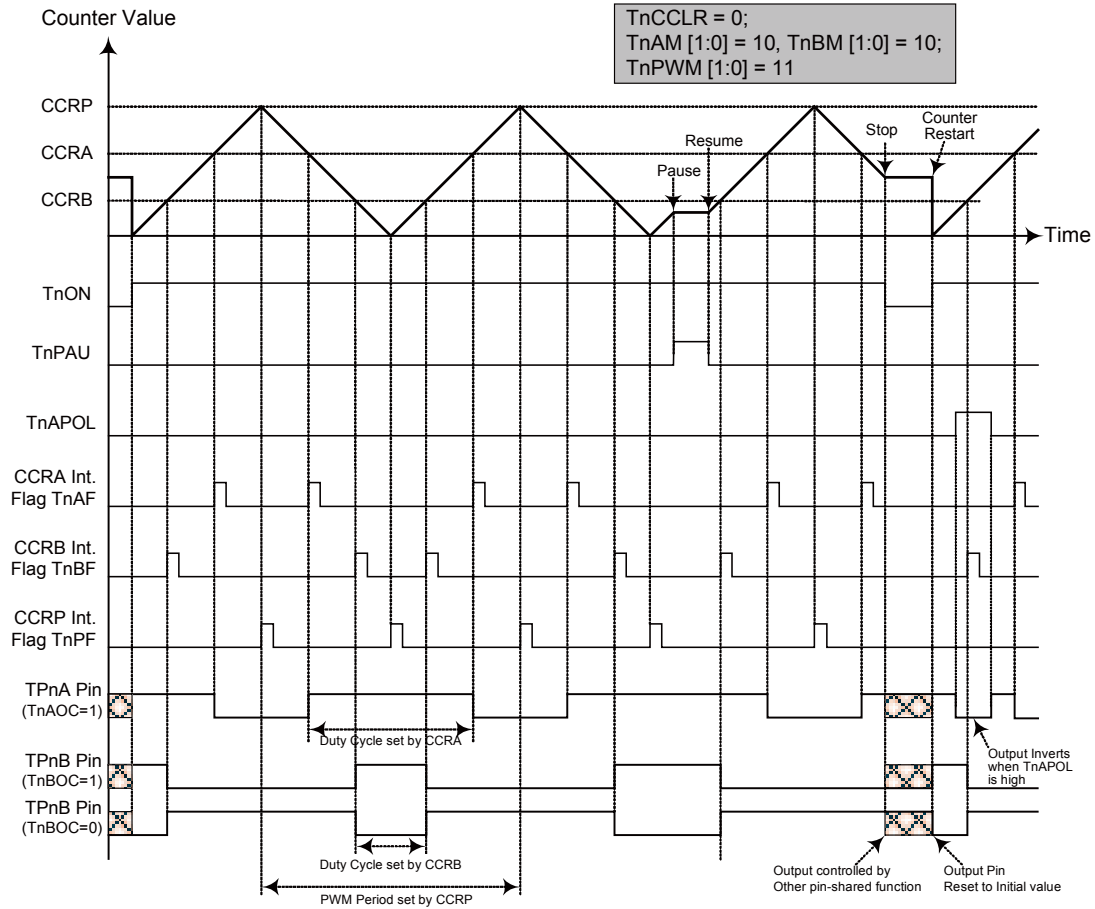 Counter Value
TnCCLR = 0;
TnAM [1:0] = 10, TnBM [1:0] = 10;
TnPWM [1:0] = 11
CCRP
CCRA
CCRB
Pause
Resume
Stop
Counter
Restart
Time
TnON
TnPAU
TnAPOL
CCRA Int.
Flag TnAF
CCRB Int.
Flag TnBF
CCRP Int.
Flag TnPF
TPnA Pin
(TnAOC=1)
Duty Cycle set by CCRA
Output Inverts
when TnAPOL
is high
TPnB Pin
(TnBOC=1)
TPnB Pin
(TnBOC=0)
Duty Cycle set by CCRB
Output controlled by
Other pin-shared function
Output Pin
Reset to Initial value
PWM Period set by CCRP